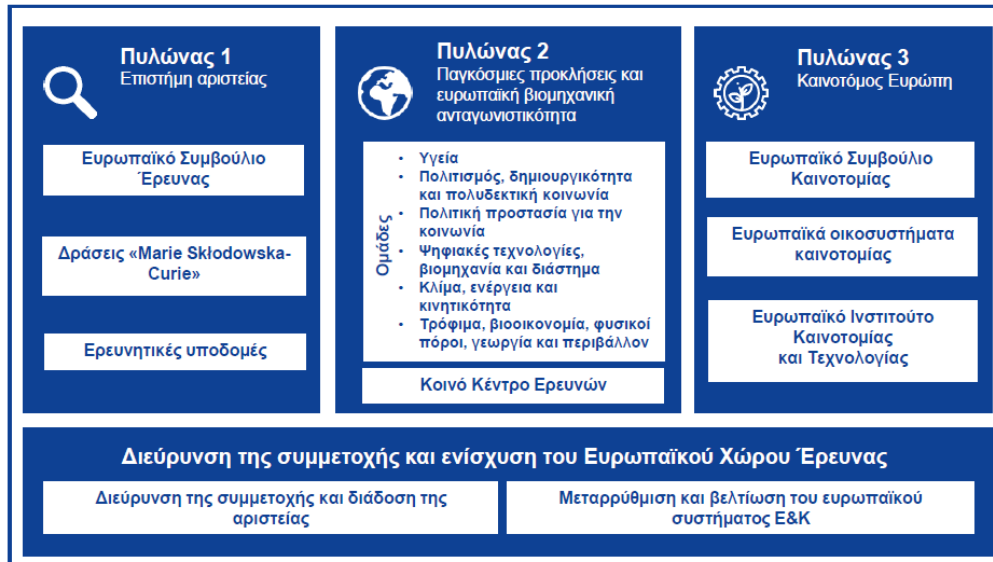 Πυλώνας 1
Επιστήμη αριστείας
Ευρωπαϊκό Συμβούλιο
Έρευνας
Δράσεις «Marie Skłodowska-
Curie»
Ερευνητικές υποδομές
Πυλώνας 2
Παγκόσμιες προκλήσεις και
ευρωπαϊκή βιομηχανική
ανταγωνιστικότητα
Ομάδες
• Υγεία
• Πολιτισμός, δημιουργικότητα
και πολυδεκτική κοινωνία
• Πολιτική προστασία για την
κοινωνία
• Ψηφιακές τεχνολογίες,
βιομηχανία και διάστημα
• Κλίμα, ενέργεια και
κινητικότητα
• Τρόφιμα, βιοοικονομία, φυσικοί
πόροι, γεωργία και περιβάλλον
Κοινό Κέντρο Ερευνών
Πυλώνας 3
Καινοτόμος Ευρώπη
Ευρωπαϊκό Συμβούλιο
Καινοτομίας
Ευρωπαϊκά οικοσυστήματα
καινοτομίας
Ευρωπαϊκό Ινστιτούτο
Καινοτομίας
και Τεχνολογίας
Διεύρυνση της συμμετοχής και ενίσχυση του Ευρωπαϊκού Χώρου Έρευνας
Διεύρυνση της συμμετοχής και διάδοση της
αριστείας
Μεταρρύθμιση και βελτίωση του ευρωπαϊκού
συστήματος Ε&Κ